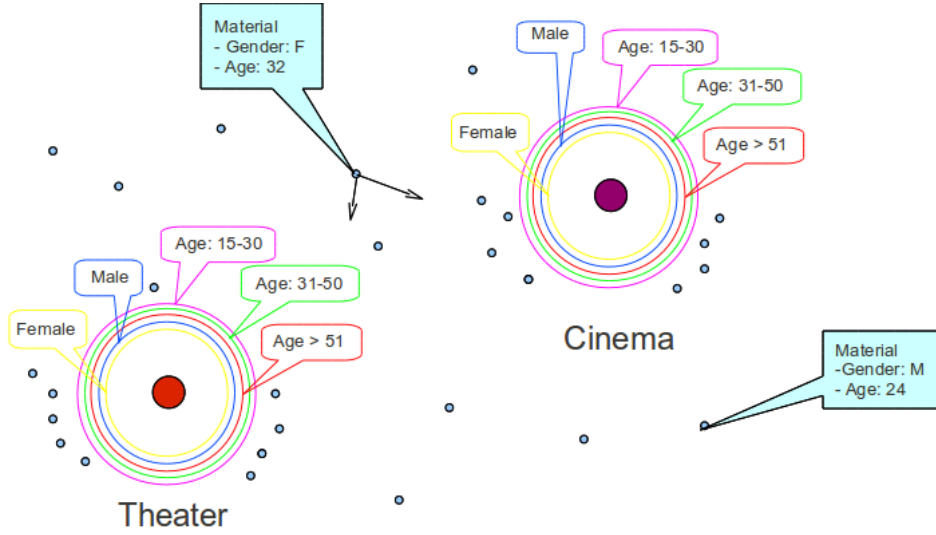 Material
- Gender: F
- Age: 32
Male
Age: 15-30
Age: 31-50
Female
Age > 51
Age: 15-30
Male
Age: 31-50
Female
Age > 51
Cinema
Material
-Gender: M
- Age: 24
Theater